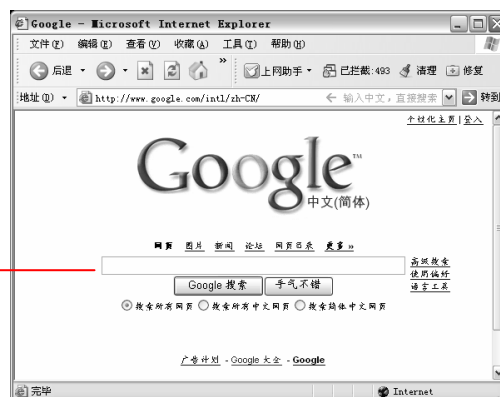 Google - Microsoft Internet Explorer
文件(F) 编辑(E) 查看(V) 收藏(A) 工具(T) 帮助(H)
后退 » 上网助手 已拦截:493 清理 修复
地址(D) http://www.google.com/intl/zh-CN/ ← 输入中文，直接搜索 转到
个性化主页 | 登入
Google™
中文(简体)
网页 图片 新闻 论坛 网页目录 更多 »
高级搜索
使用偏好
语言工具
Google 搜索 手气不错
搜索所有网页 搜索所有中文网页 搜索简体中文网页
广告计划 - Google 大全 - Google
完毕 Internet